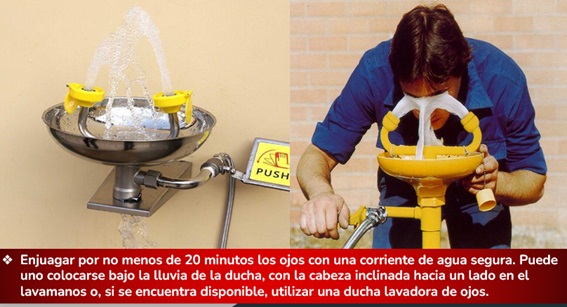 PUSH
❖ Enjuagar por no menos de 20 minutos los ojos con una corriente de agua segura. Puede
uno colocarse bajo la lluvia de la ducha, con la cabeza inclinada hacia un lado en el
lavamanos o, si se encuentra disponible, utilizar una ducha lavadora de ojos.